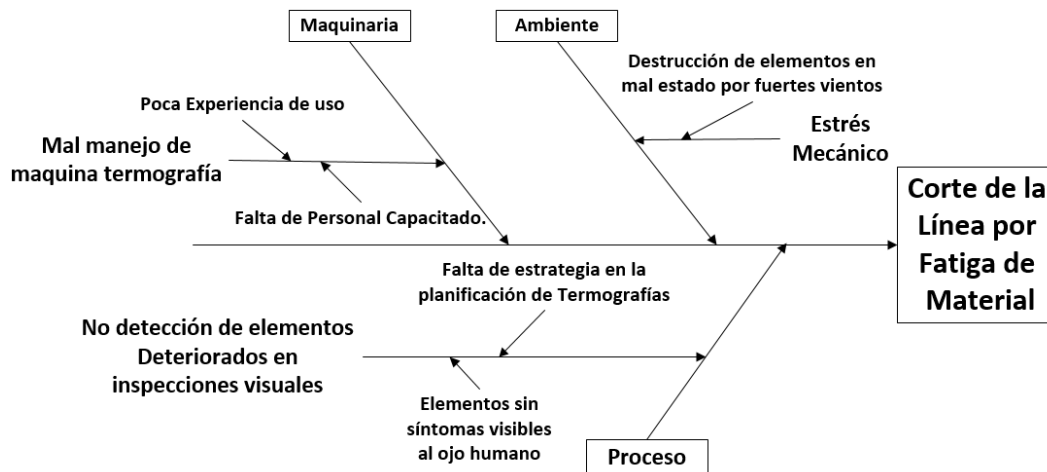 Maquinaria
Ambiente
Destrucción de elementos en
mal estado por fuertes vientos
Poca Experiencia de uso
Mal manejo de
maquina termografía
Estrés
Mecánico
Falta de Personal Capacitado.
Corte de la
Línea por
Fatiga de
Material
Falta de estrategia en la
planificación de Termografías
No detección de elementos
Deteriorados en
inspecciones visuales
Elementos sin
síntomas visibles
al ojo humano
Proceso